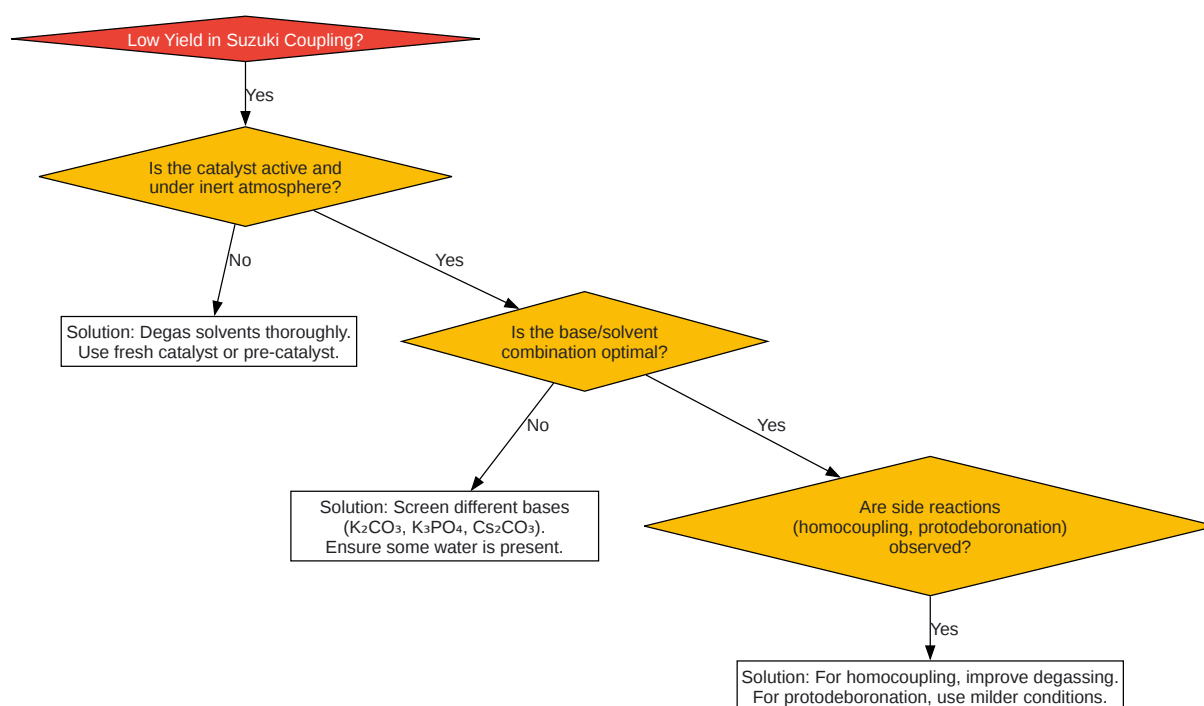 Low Yield in Suzuki Coupling?
Yes
Is the catalyst active and
under inert atmosphere?
No
Yes
Solution: Degas solvents thoroughly.
Use fresh catalyst or pre-catalyst.
Is the base/solvent
combination optimal?
No
Yes
Solution: Screen different bases
(K₂CO₃, K₃PO₄, Cs₂CO₃).
Ensure some water is present.
Are side reactions
(homocoupling, protodeboronation)
observed?
Yes
Solution: For homocoupling, improve degassing.
For protodeboronation, use milder conditions.